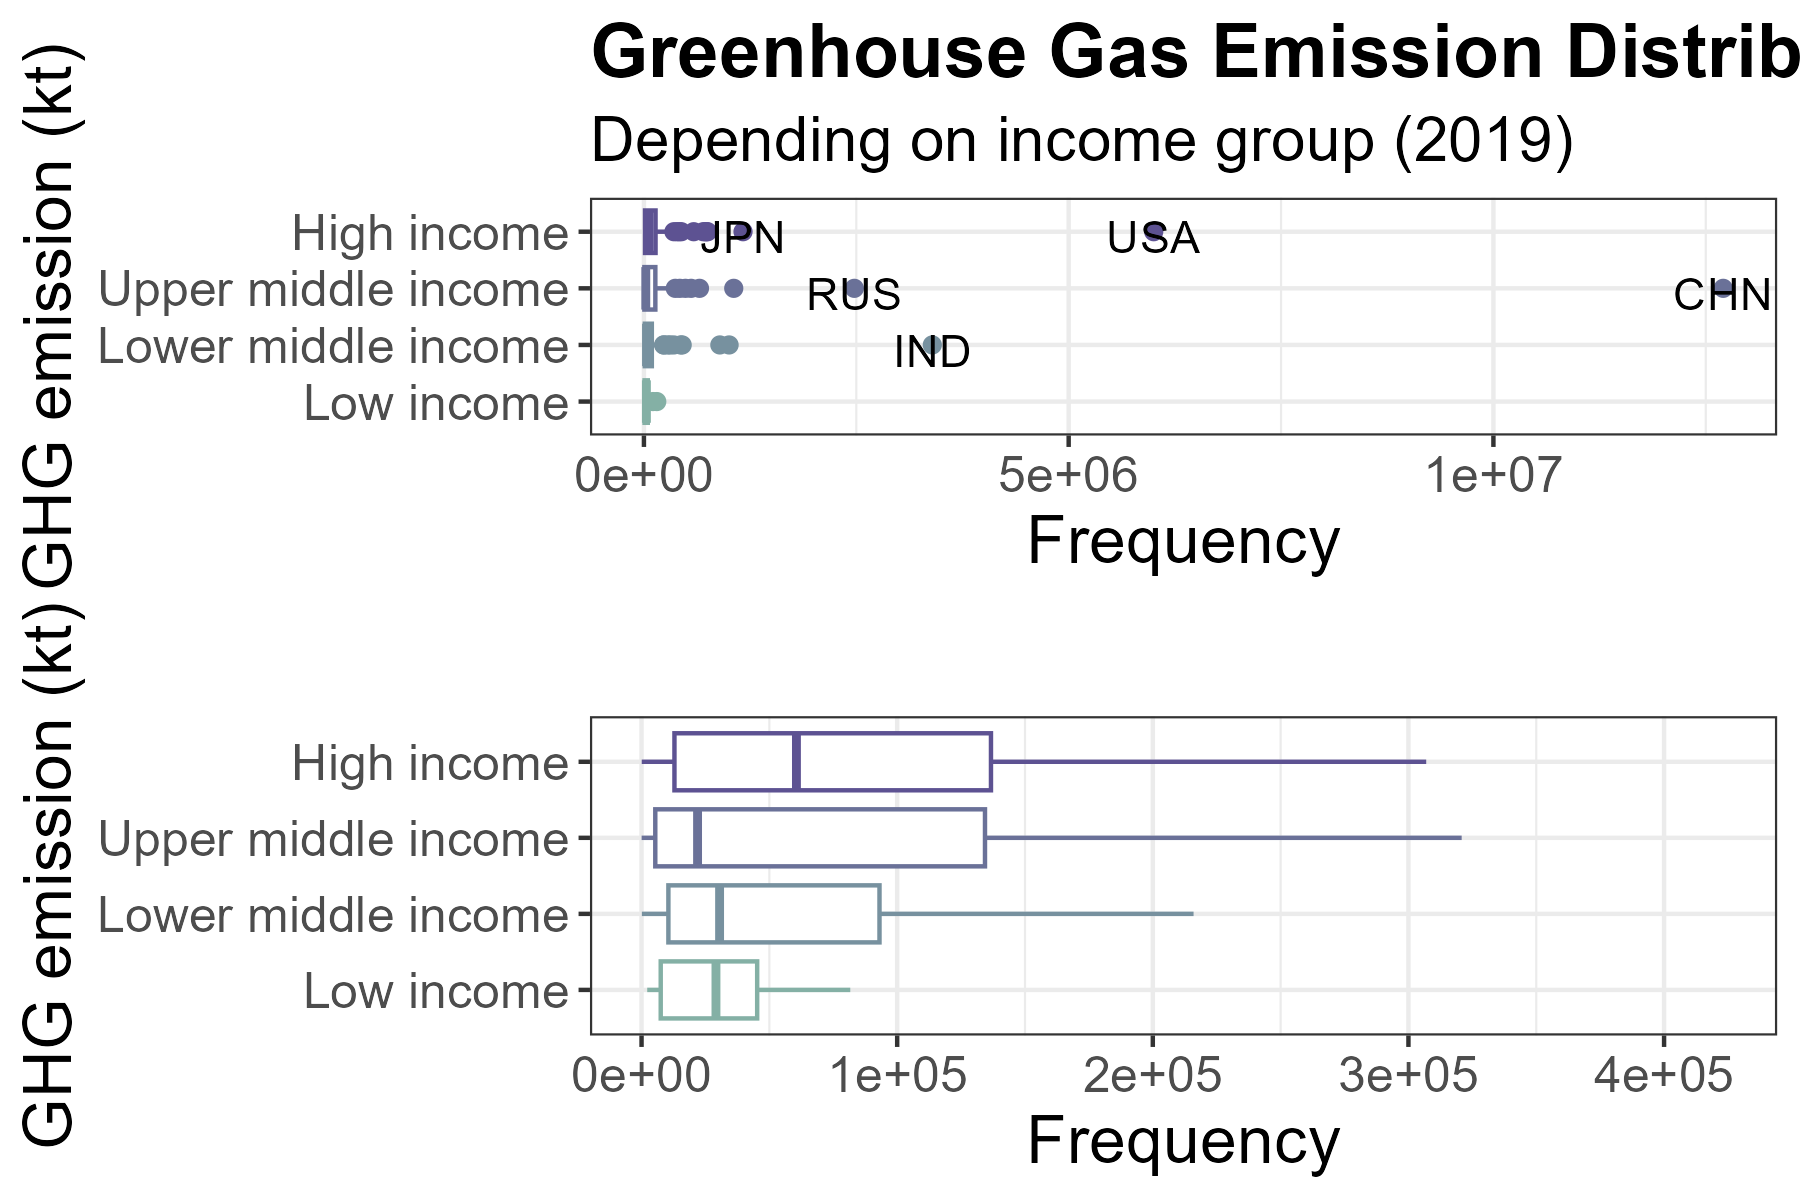 Greenhouse Gas Emission Distrib
Depending on income group (2019)
GHG emission (kt)
High income
Upper middle income
Lower middle income
Low income
JPN
USA
RUS
CHN
IND
0e+00
5e+06
1e+07
Frequency
GHG emission (kt)
High income
Upper middle income
Lower middle income
Low income
0e+00
1e+05
2e+05
3e+05
4e+05
Frequency